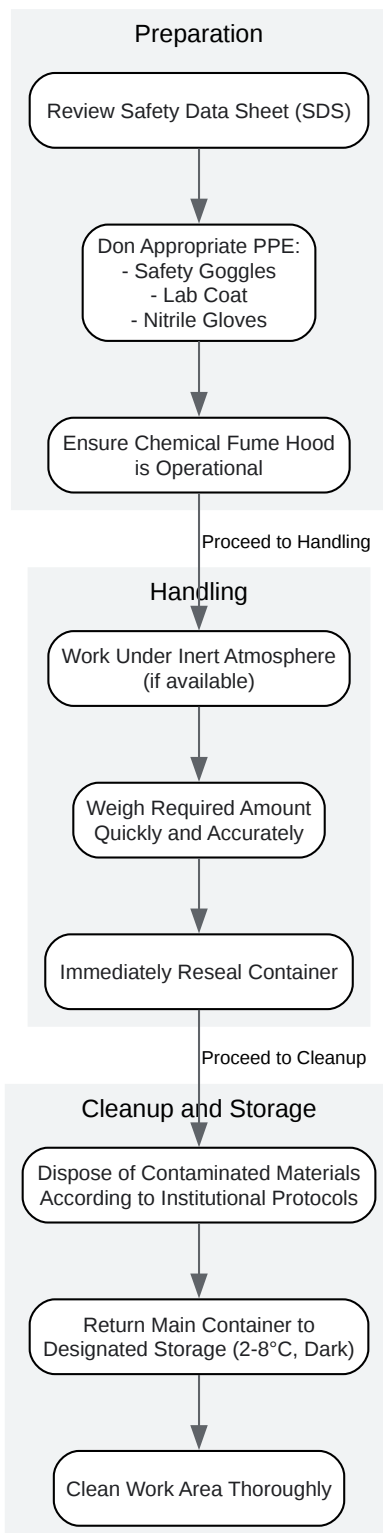 Preparation
Review Safety Data Sheet (SDS)
Don Appropriate PPE:
- Safety Goggles
- Lab Coat
- Nitrile Gloves
Ensure Chemical Fume Hood
is Operational
Proceed to Handling
Handling
Work Under Inert Atmosphere
(if available)
Weigh Required Amount
Quickly and Accurately
Immediately Reseal Container
Proceed to Cleanup
Cleanup and Storage
Dispose of Contaminated Materials
According to Institutional Protocols
Return Main Container to
Designated Storage (2-8°C, Dark)
Clean Work Area Thoroughly